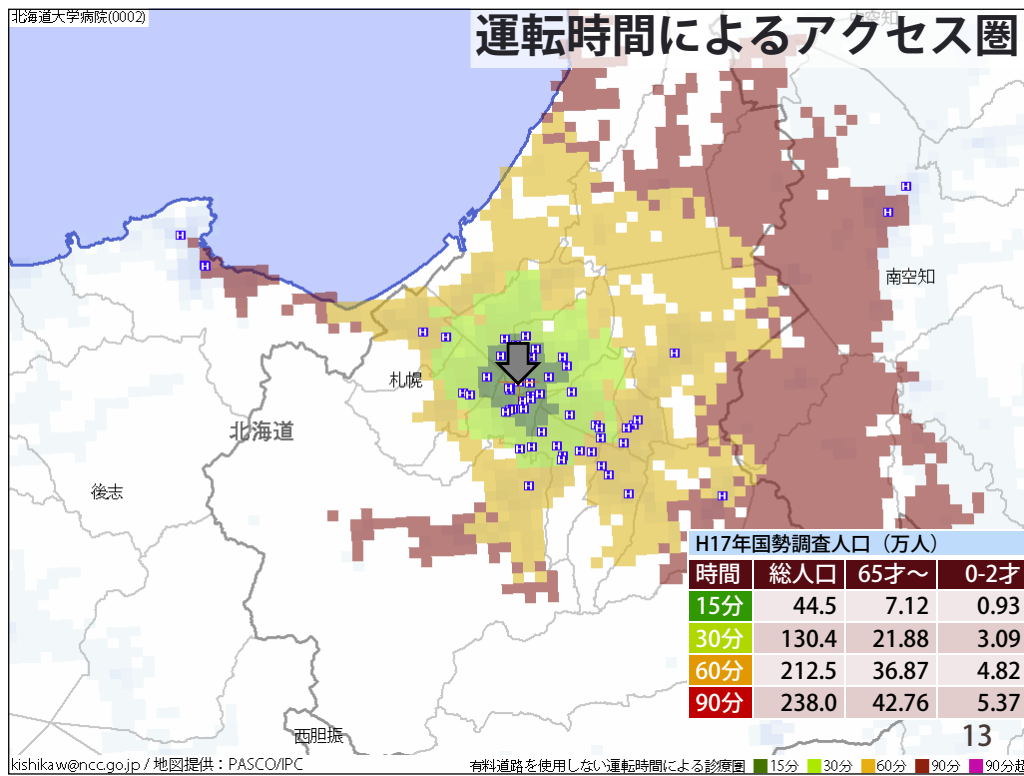 北海道大学病院(0002)
運転時間によるアクセス圏
中空知
南空知
札幌
北海道
後志
西胆振
H17年国勢調査人口（万人）
時間 総人口 65才～ 0-2才
15分 44.5 7.12 0.93
30分 130.4 21.88 3.09
60分 212.5 36.87 4.82
90分 238.0 42.76 5.37
13
kishikaw@ncc.go.jp / 地図提供：PASCO/IPC
有料道路を使用しない運転時間による診療圏 15分 30分 60分 90分 90分超